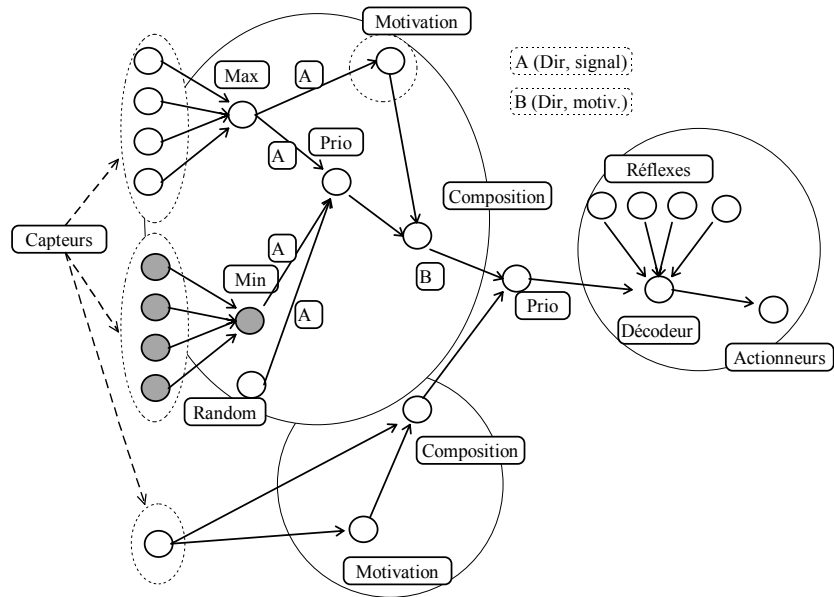 Motivation
A (Dir, signal)
Max
A
B (Dir, motiv.)
Prio
A
Réflexes
Composition
Capteurs
A
Min
B
A
Prio
Décodeur
Actionneurs
Random
Composition
Motivation